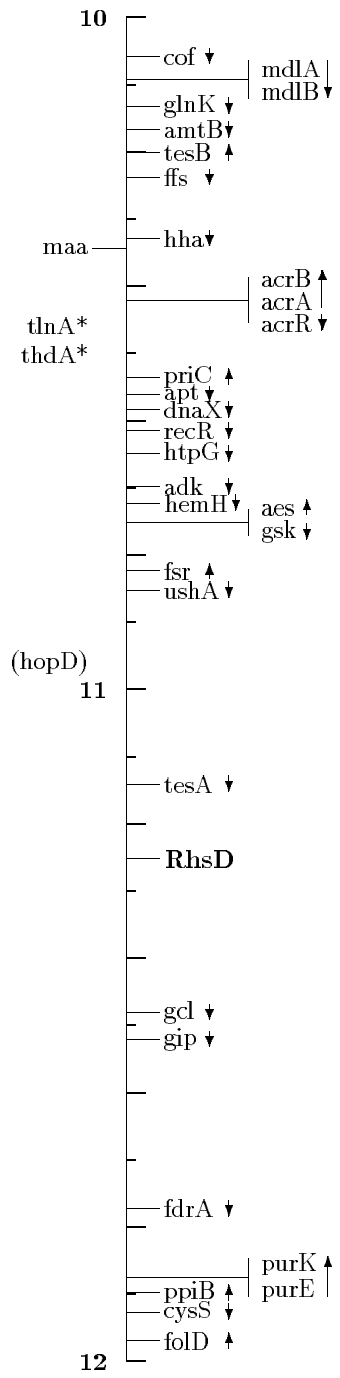 10
cof
mdlA
mdlB
glnK
amtB
tesB
ffs
hha
maa
acrB
acrA
acrR
tlnA*
thdA*
priC
apt
dnaX
recR
htpG
adk
hemH
aes
gsk
fsr
ushA
(hopD)
11
tesA
RhsD
gcl
gip
fdrA
purK
purE
ppiB
cysS
folD
12